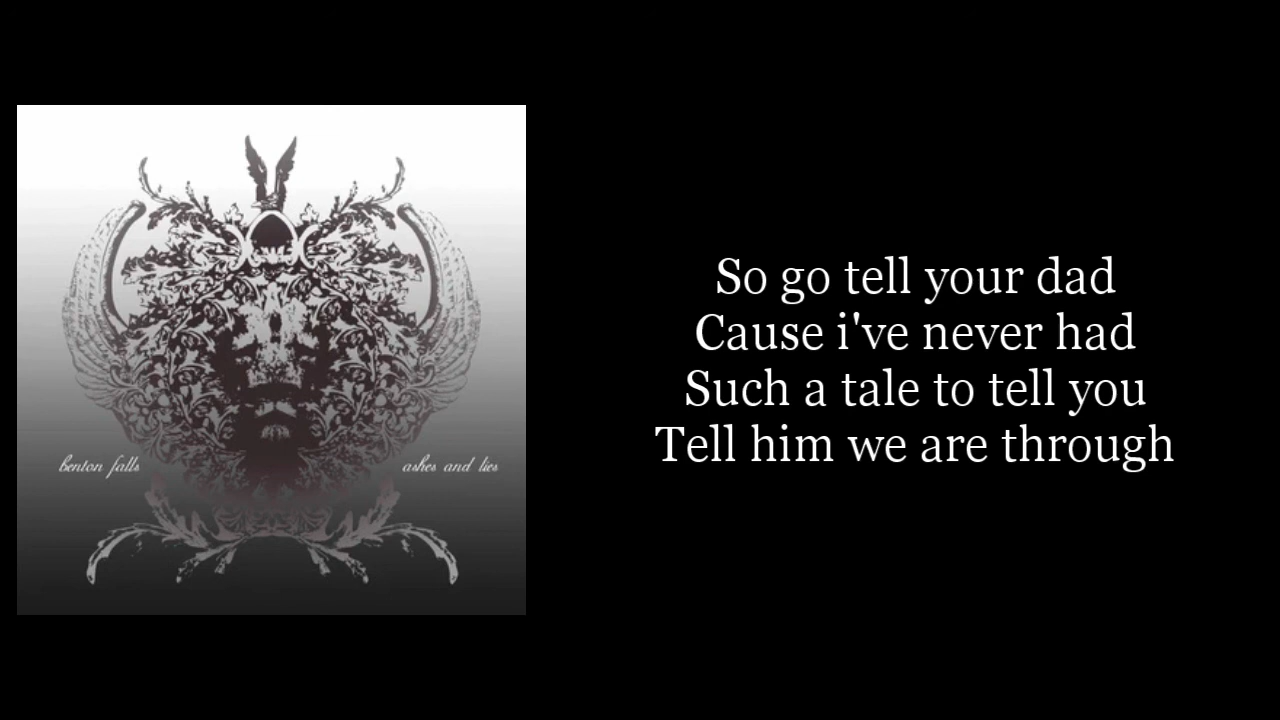 benton falls
ashes and lies
So go tell your dad
Cause i've never had
Such a tale to tell you
Tell him we are through